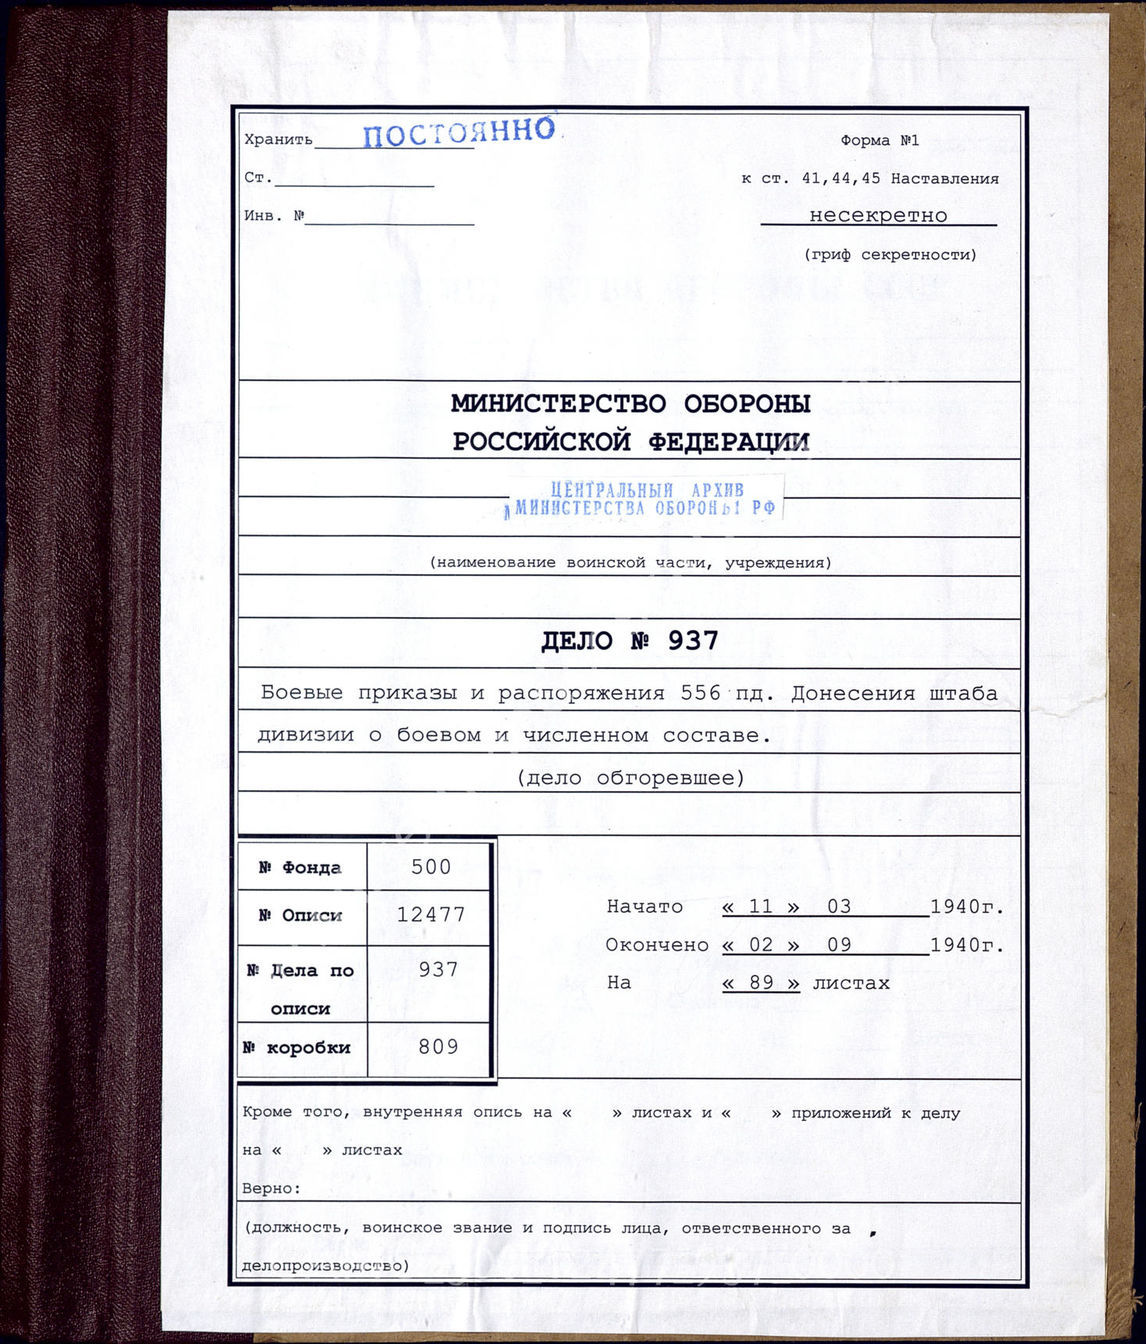 Хранить ПОСТОЯННО
Форма №1
Ст.
к ст. 41,44,45 Наставления
Инв. №
несекретно
(гриф секретности)
МИНИСТЕРСТВО ОБОРОНЫ
РОССИЙСКОЙ ФЕДЕРАЦИИ
ЦЕНТРАЛЬНЫЙ АРХИВ
МИНИСТЕРСТВА ОБОРОНЫ РФ
(наименование воинской части, учреждения)
ДЕЛО № 937
Боевые приказы и распоряжения 556 пд. Донесения штаба
дивизии о боевом и численном составе.
(дело обгоревшее)
№ Фонда 500
№ Описи 12477
№ Дела по 937
описи
№ коробки 809
Начато « 11 » 03 1940г.
Окончено « 02 » 09 1940г.
На « 89 » листах
Кроме того, внутренняя опись на « » листах и « » приложений к делу
на « » листах
Верно:
(должность, воинское звание и подпись лица, ответственного за ,
делопроизводство)